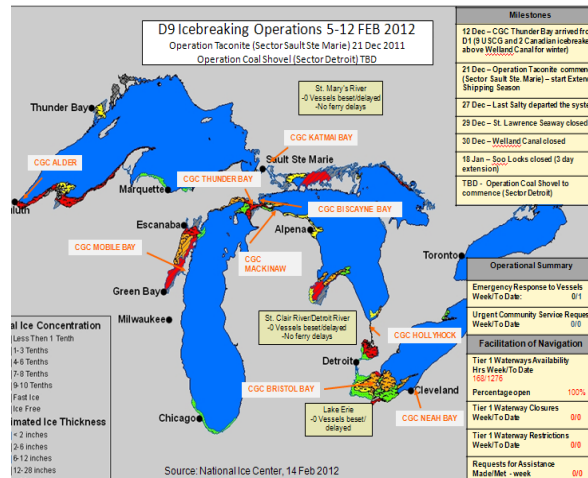 D9 Icebreaking Operations 5-12 FEB 2012
Operation Taconite (Sector Sault Ste Marie) 21 Dec 2011
Operation Coal Shovel (Sector Detroit) TBD
Milestones
12 Dec – CGC Thunder Bay arrived fro
D1 (9 USCG and 2 Canadian icebreake
above Welland Canal for winter)
21 Dec – Operation Taconite commen
(Sector Sault Ste. Marie) – start Extend
Shipping Season
27 Dec – Last Salty departed the syste
29 Dec – St. Lawrence Seaway closed
30 Dec – Welland Canal closed
18 Jan – Soo Locks closed (3 day
extension)
TBD - Operation Coal Shovel to
commence (Sector Detroit)
St. Mary's River
-0 Vessels beset/delayed
-No ferry delays
Thunder Bay
CGC KATMAI BAY
Sault Ste Marie
CGC ALDER
CGC THUNDER BAY
uluth
Marquette
CGC BISCAYNE BAY
Escanaba
Alpena
CGC MOBILE BAY
CGC
MACKINAW
Toronto
Green Bay
Milwaukee
St. Clair River/Detroit River
-0 Vessels beset/delayed
-No ferry delays
CGC HOLLYHOCK
Detroit
CGC BRISTOL BAY
Cleveland
CGC NEAH BAY
Lake Erie
-0 Vessels beset/
delayed
Chicago
Operational Summary
Emergency Response to Vessels
Week/To Date: 0/1
Urgent Community Service Reques
Week/To Date 0/0
Facilitation of Navigation
Tier 1 Waterways Availability
Hrs Week/To Date
168/1276
Percentage open 100%
Tier 1 Waterway Closures
Week/To Date 0/0
Tier 1 Waterway Restrictions
Week/To Date 0/0
Requests for Assistance
Made/Met - week 0/0
al Ice Concentration
Less Then 1 Tenth
1-3 Tenths
4-6 Tenths
7-8 Tenths
9-10 Tenths
Fast Ice
Ice Free
imated Ice Thickness
< 2 inches
2-6 inches
6-12 inches
12-28 inches
Source: National Ice Center, 14 Feb 2012